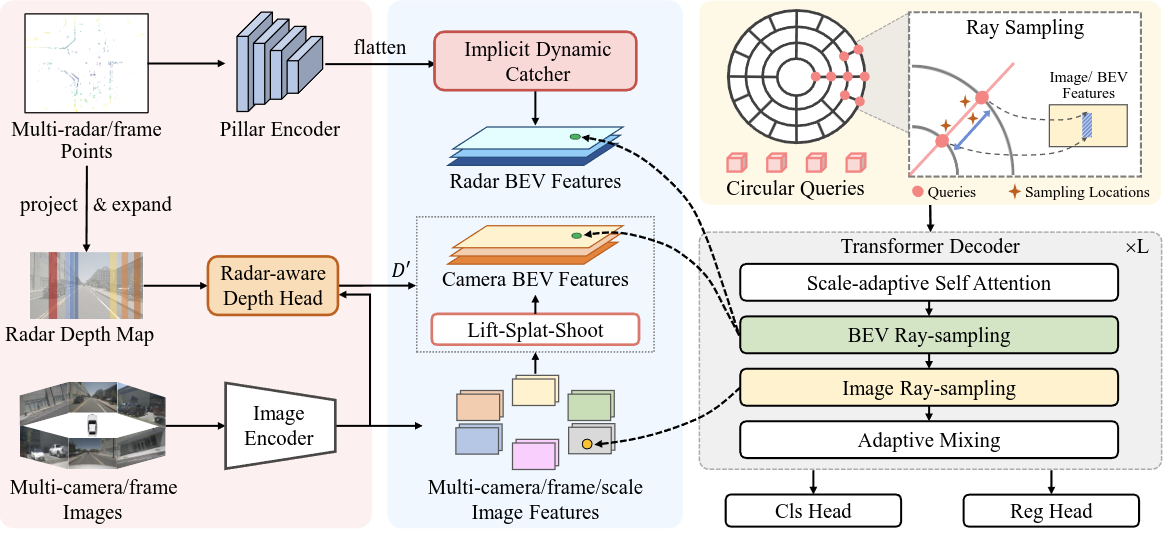 Multi-radar/frame
Points
Pillar Encoder
flatten
project & expand
Radar Depth Map
Radar-aware
Depth Head
D′
Multi-camera/frame
Images
Image
Encoder
Implicit Dynamic
Catcher
Radar BEV Features
Camera BEV Features
Lift-Splat-Shoot
Multi-camera/frame/scale
Image Features
Circular Queries
Ray Sampling
Image/ BEV
Features
Queries
Sampling Locations
Transformer Decoder
×L
Scale-adaptive Self Attention
BEV Ray-sampling
Image Ray-sampling
Adaptive Mixing
Cls Head
Reg Head